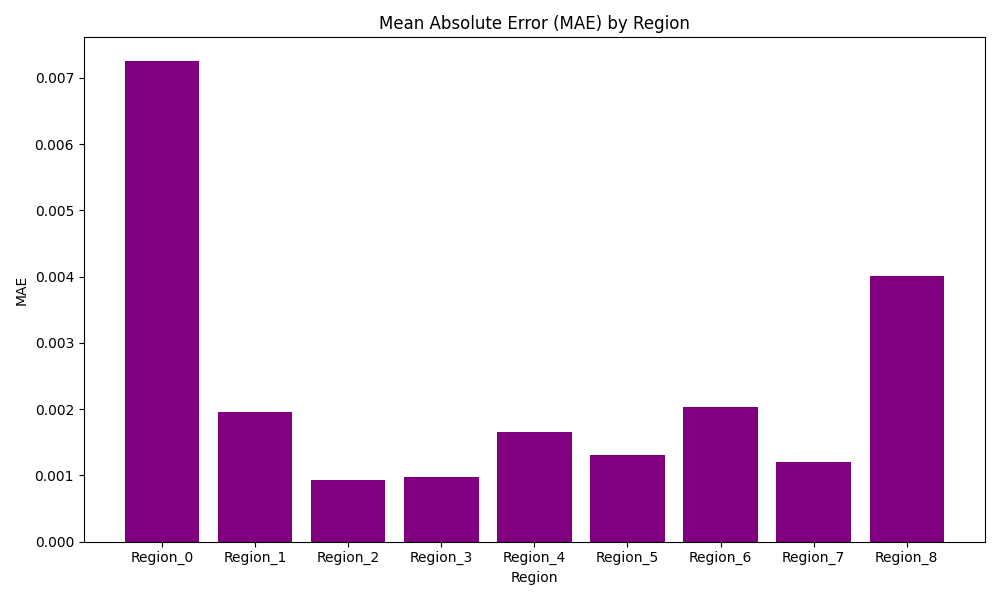 Mean Absolute Error (MAE) by Region
MAE
0.007
0.006
0.005
0.004
0.003
0.002
0.001
0.000
Region_0 Region_1 Region_2 Region_3 Region_4 Region_5 Region_6 Region_7 Region_8
Region